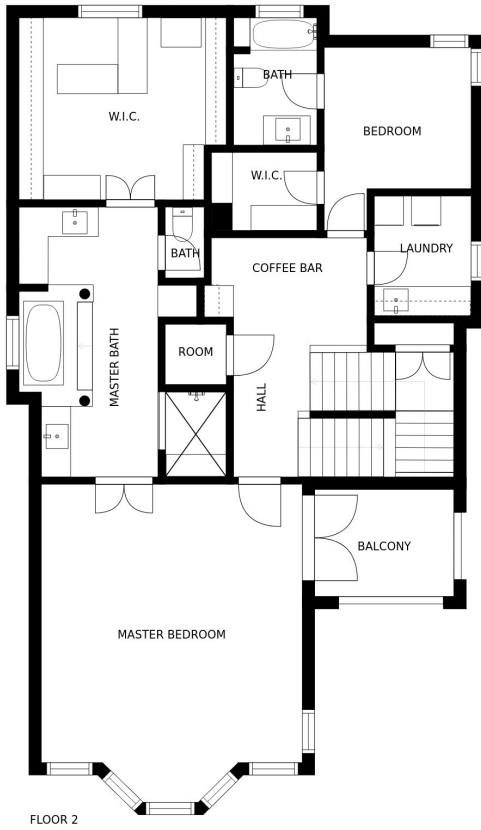 BATH
W.I.C.
BEDROOM
W.I.C.
BATH
LAUNDRY
COFFEE BAR
ROOM
MASTER BATH
HALL
BALCONY
MASTER BEDROOM
FLOOR 2